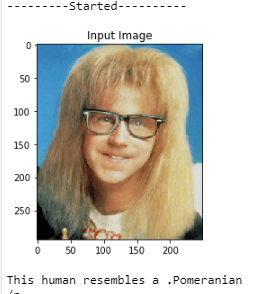 ---------Started----------
Input Image
0
50
100
150
200
250
0 50 100 150 200
This human resembles a .Pomeranian